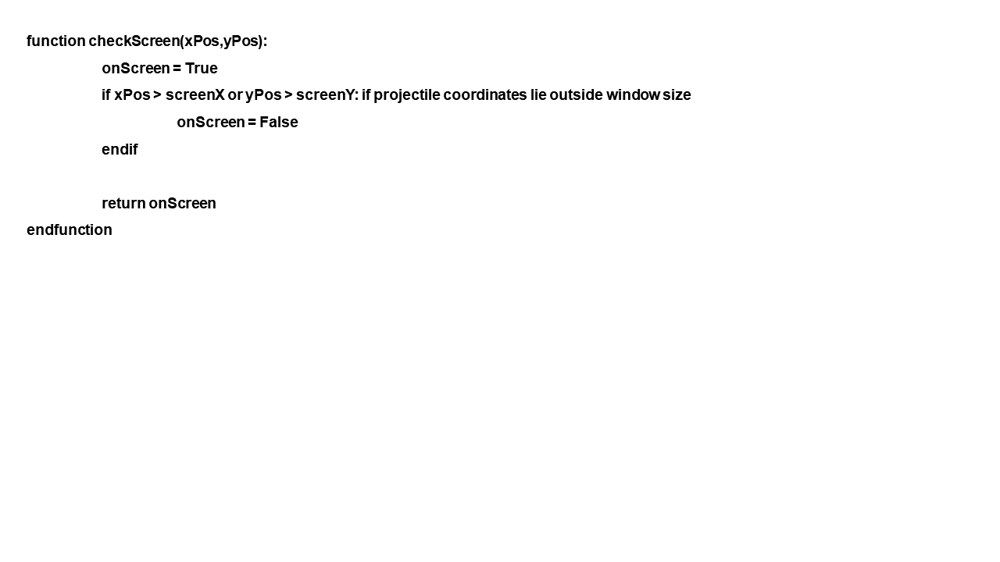 function checkScreen(xPos,yPos):
onScreen = True
if xPos > screenX or yPos > screenY: if projectile coordinates lie outside window size
onScreen = False
endif
return onScreen
endfunction